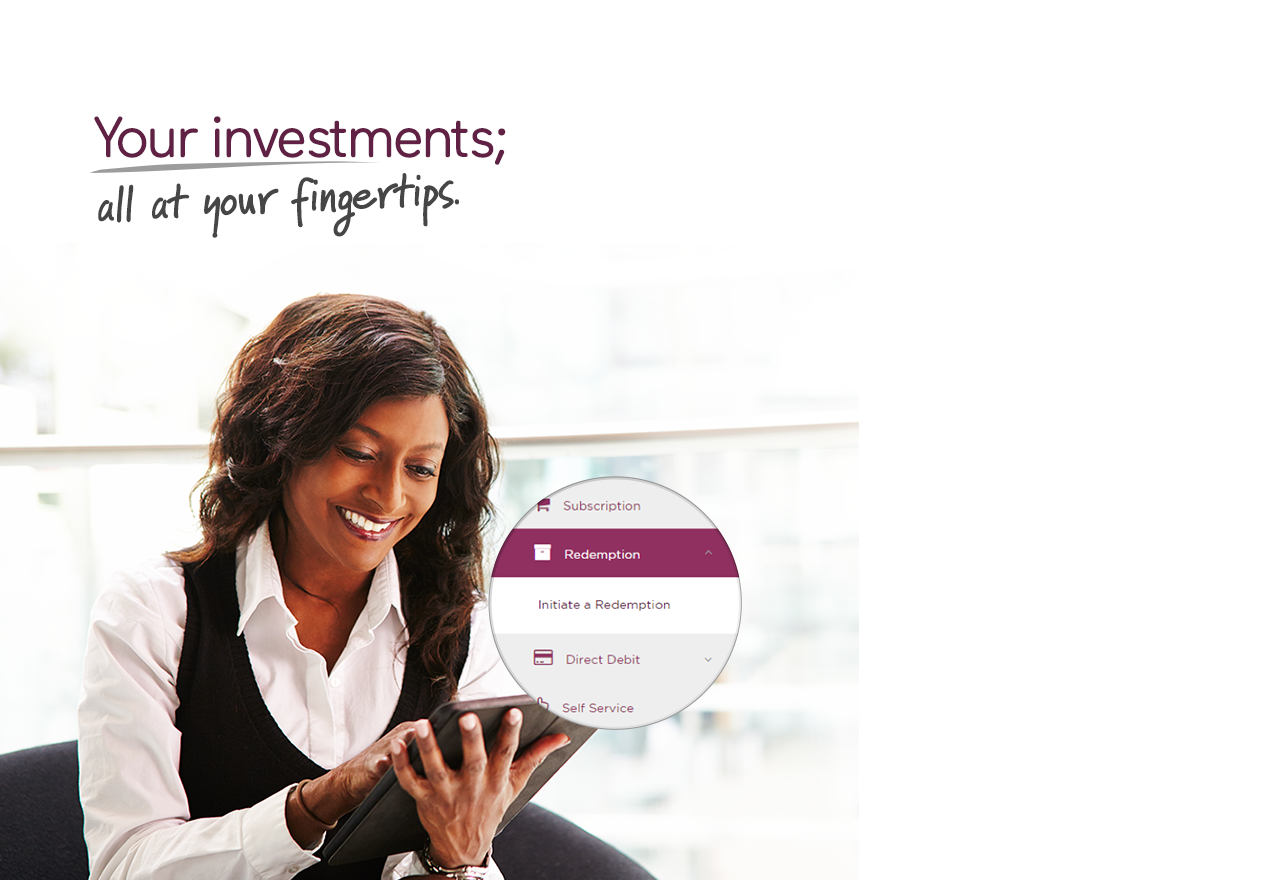 Your investments;
all at your fingertips.
Subscription
Redemption
Initiate a Redemption
Direct Debit
Self Service